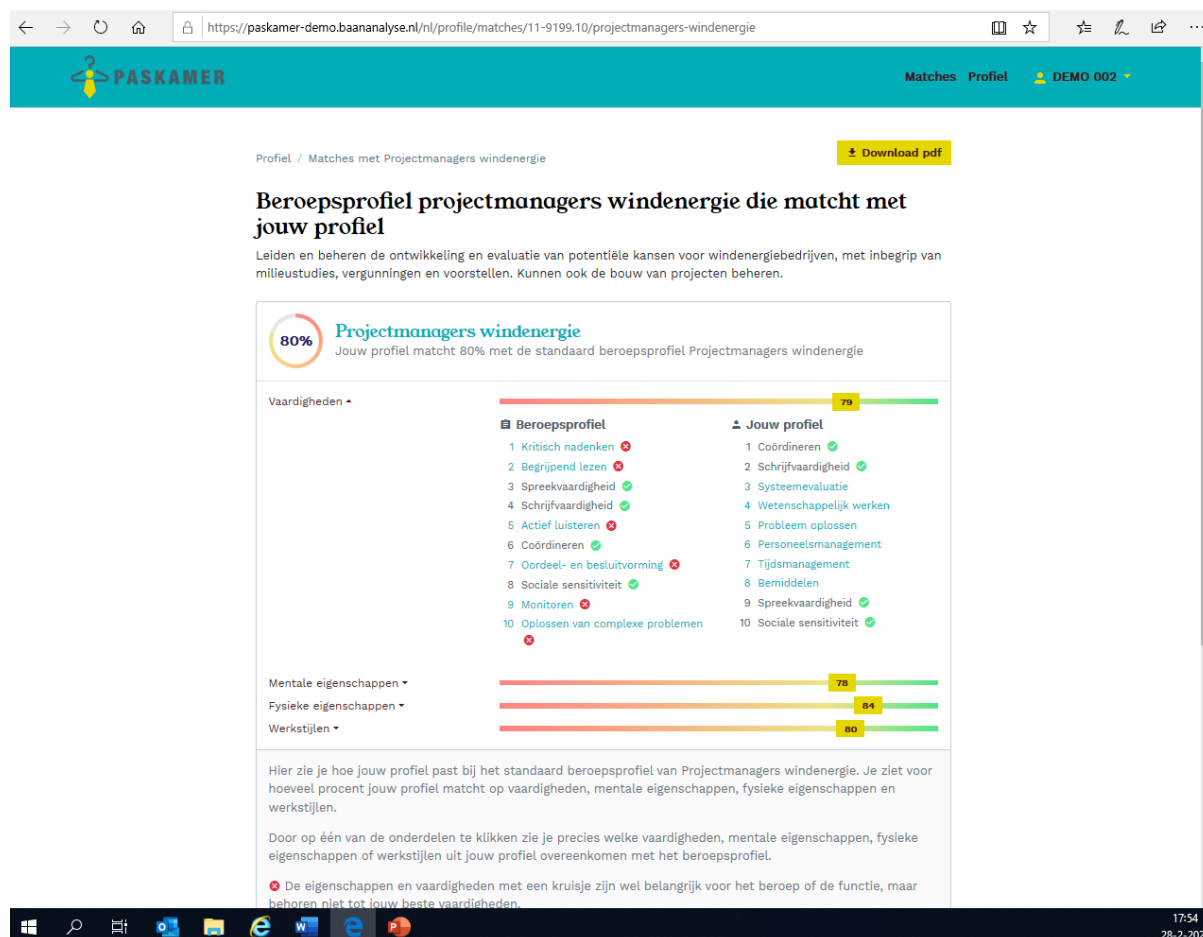 https://paskamer-demo.baananalyse.nl/nl/profile/matches/11-9199.10/projectmanagers-windenergie
PASKAMER
Matches Profiel DEMO 002
Profiel / Matches met Projectmanagers windenergie
Download pdf
Beroepsprofiel projectmanagers windenergie die matcht met
jouw profiel
Leiden en beheren de ontwikkeling en evaluatie van potentiële kansen voor windenergiebedrijven, met inbegrip van
milieustudies, vergunningen en voorstellen. Kunnen ook de bouw van projecten beheren.
80%
Projectmanagers windenergie
Jouw profiel matcht 80% met de standaard beroepsprofiel Projectmanagers windenergie
Vaardigheden
79
Beroepsprofiel
1 Kritisch nadenken
2 Begrijpend lezen
3 Spreekvaardigheid
4 Schrijfvaardigheid
5 Actief luisteren
6 Coördineren
7 Oordeel- en besluitvorming
8 Sociale sensitiviteit
9 Monitoren
10 Oplossen van complexe problemen
Jouw profiel
1 Coördineren
2 Schrijfvaardigheid
3 Systeemevaluatie
4 Wetenschappelijk werken
5 Probleem oplossen
6 Personeelsmanagement
7 Tijdsmanagement
8 Bemiddelen
9 Spreekvaardigheid
10 Sociale sensitiviteit
Mentale eigenschappen
78
Fysieke eigenschappen
84
Werkstijlen
80
Hier zie je hoe jouw profiel past bij het standaard beroepsprofiel van Projectmanagers windenergie. Je ziet voor
hoeveel procent jouw profiel matcht op vaardigheden, mentale eigenschappen, fysieke eigenschappen en
werkstijlen.
Door op één van de onderdelen te klikken zie je precies welke vaardigheden, mentale eigenschappen, fysieke
eigenschappen of werkstijlen uit jouw profiel overeenkomen met het beroepsprofiel.
De eigenschappen en vaardigheden met een kruisje zijn wel belangrijk voor het beroep of de functie, maar
behoren niet tot jouw beste vaardigheden.
17:54
28-2-20